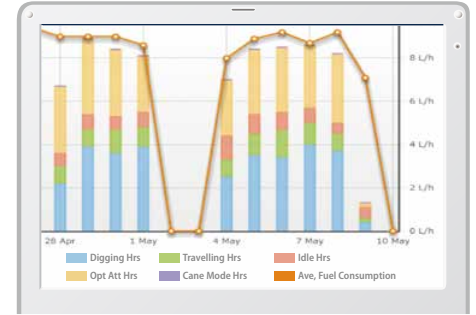 8 L/h
6 L/h
4 L/h
2 L/h
0 L/h
26 Apr 1 May 4 May 7 May 10 May
Digging Hrs Travelling Hrs Idle Hrs
Opt Att Hrs Cane Mode Hrs Ave, Fuel Consumption